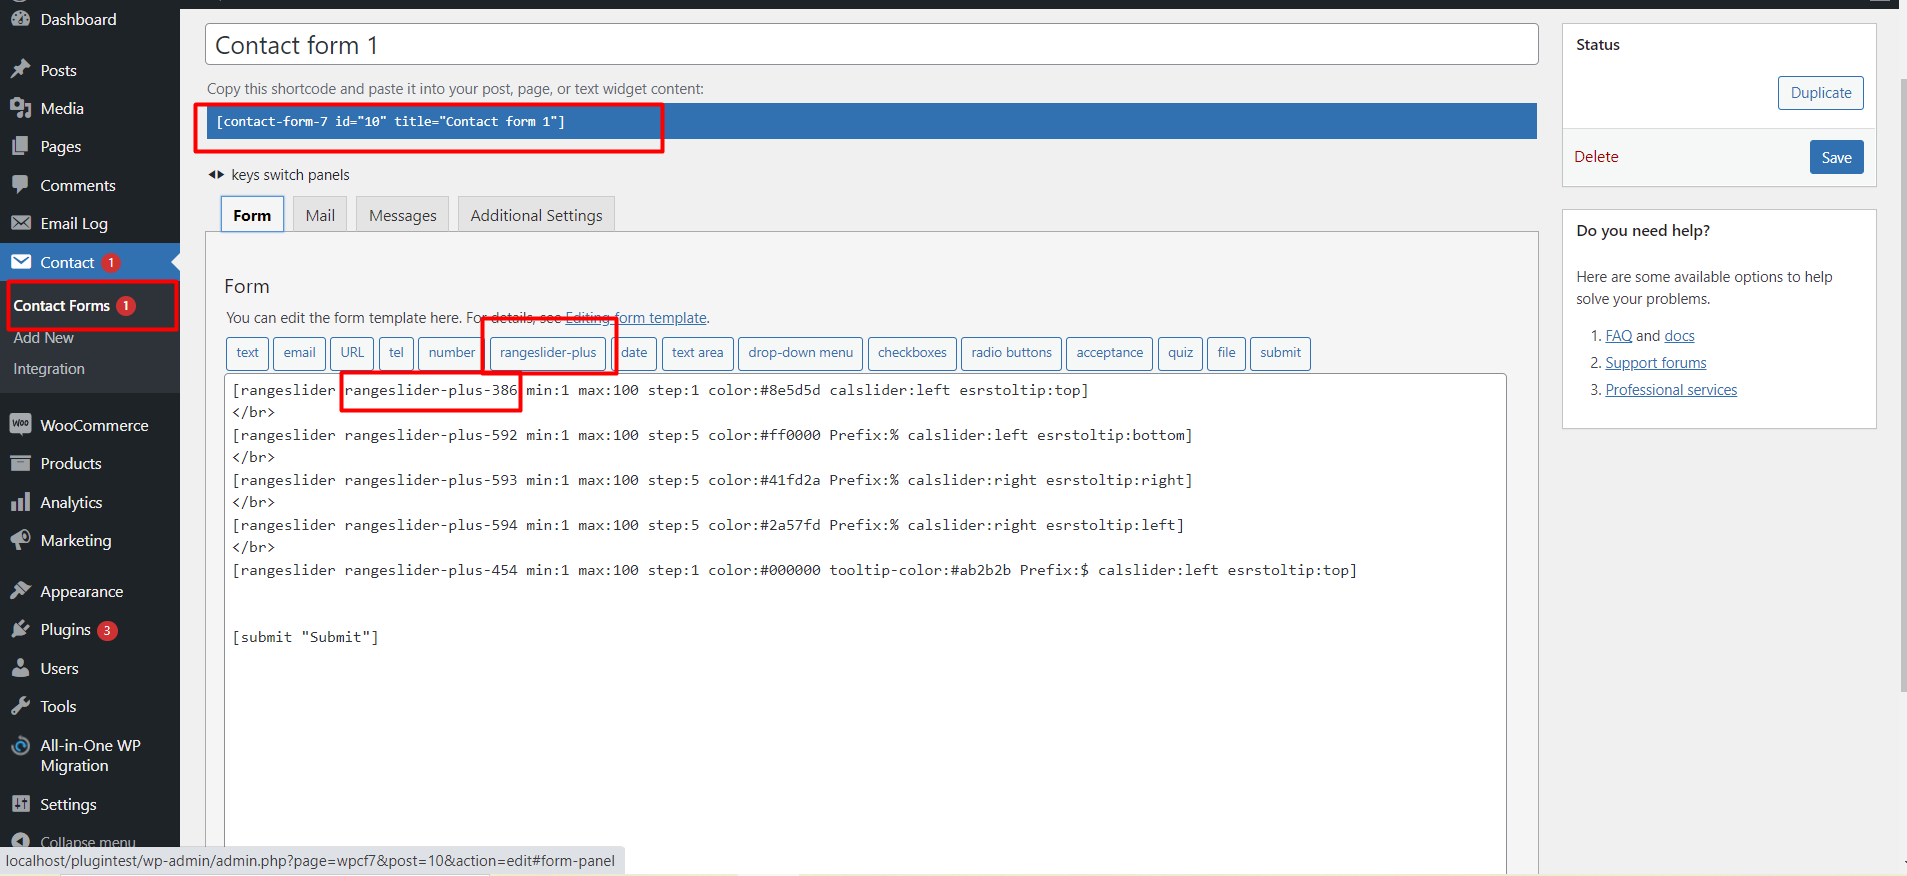 Dashboard
Posts
Media
Pages
Comments
Email Log
Contact 1
Contact Forms 1
Add New
Integration
WooCommerce
Products
Analytics
Marketing
Appearance
Plugins 3
Users
Tools
All-in-One WP
Migration
Settings
Collapse menu
localhost/plugintest/wp-admin/admin.php?page=wpcf7&post=10&action=edit#form-panel
Contact form 1
Copy this shortcode and paste it into your post, page, or text widget content:
[contact-form-7 id="10" title="Contact form 1"]
keys switch panels
Form Mail Messages Additional Settings
Form
You can edit the form template here. For details, see Editing form template.
text email URL tel number rangeslider-plus date text area drop-down menu checkboxes radio buttons acceptance quiz file submit
[rangeslider rangeslider-plus-386 min:1 max:100 step:1 color:#8e5d5d calslider:left esrstoltip:top]
</br>
[rangeslider rangeslider-plus-592 min:1 max:100 step:5 color:#ff0000 Prefix:% calslider:left esrstoltip:bottom]
</br>
[rangeslider rangeslider-plus-593 min:1 max:100 step:5 color:#41fd2a Prefix:% calslider:right esrstoltip:right]
</br>
[rangeslider rangeslider-plus-594 min:1 max:100 step:5 color:#2a57fd Prefix:% calslider:right esrstoltip:left]
</br>
[rangeslider rangeslider-plus-454 min:1 max:100 step:1 color:#000000 tooltip-color:#ab2b2b Prefix:$ calslider:left esrstoltip:top]
[submit "Submit"]
Status
Duplicate
Delete Save
Do you need help?
Here are some available options to help
solve your problems.
1. FAQ and docs
2. Support forums
3. Professional services